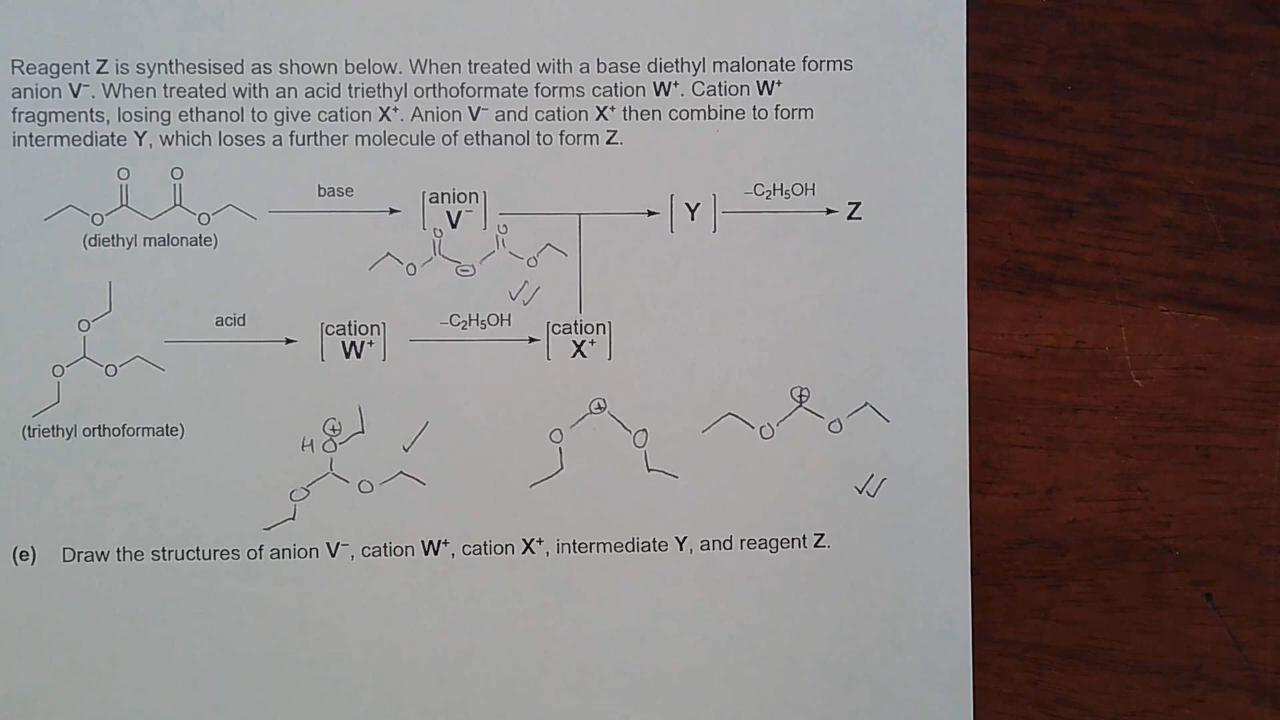 Reagent Z is synthesised as shown below. When treated with a base diethyl malonate forms
anion V⁻. When treated with an acid triethyl orthoformate forms cation W⁺. Cation W⁺
fragments, losing ethanol to give cation X⁺. Anion V⁻ and cation X⁺ then combine to form
intermediate Y, which loses a further molecule of ethanol to form Z.
O O
O O
(diethyl malonate)
base
[anion V⁻]
[Y]
–C₂H₅OH
Z
O O
O ⊖ O
O
O O
(triethyl orthoformate)
acid
[cation W⁺]
–C₂H₅OH
[cation X⁺]
⊕
H O
O O
⊕
O O
⊕
O O
(e) Draw the structures of anion V⁻, cation W⁺, cation X⁺, intermediate Y, and reagent Z.